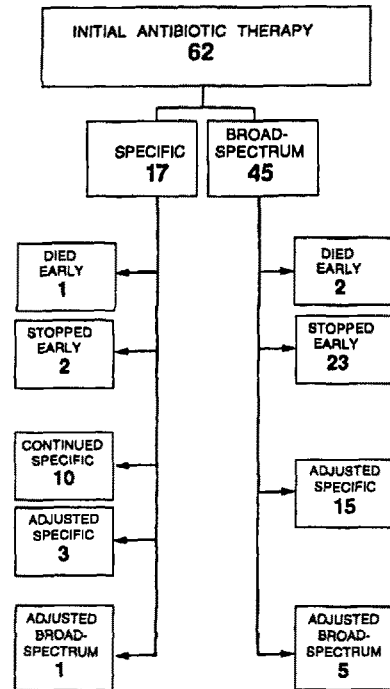 INITIAL ANTIBIOTIC THERAPY
62
SPECIFIC
17
BROAD-
SPECTRUM
45
DIED
EARLY
1
STOPPED
EARLY
2
CONTINUED
SPECIFIC
10
ADJUSTED
SPECIFIC
3
ADJUSTED
BROAD-
SPECTRUM
1
DIED
EARLY
2
STOPPED
EARLY
23
ADJUSTED
SPECIFIC
15
ADJUSTED
BROAD-
SPECTRUM
5